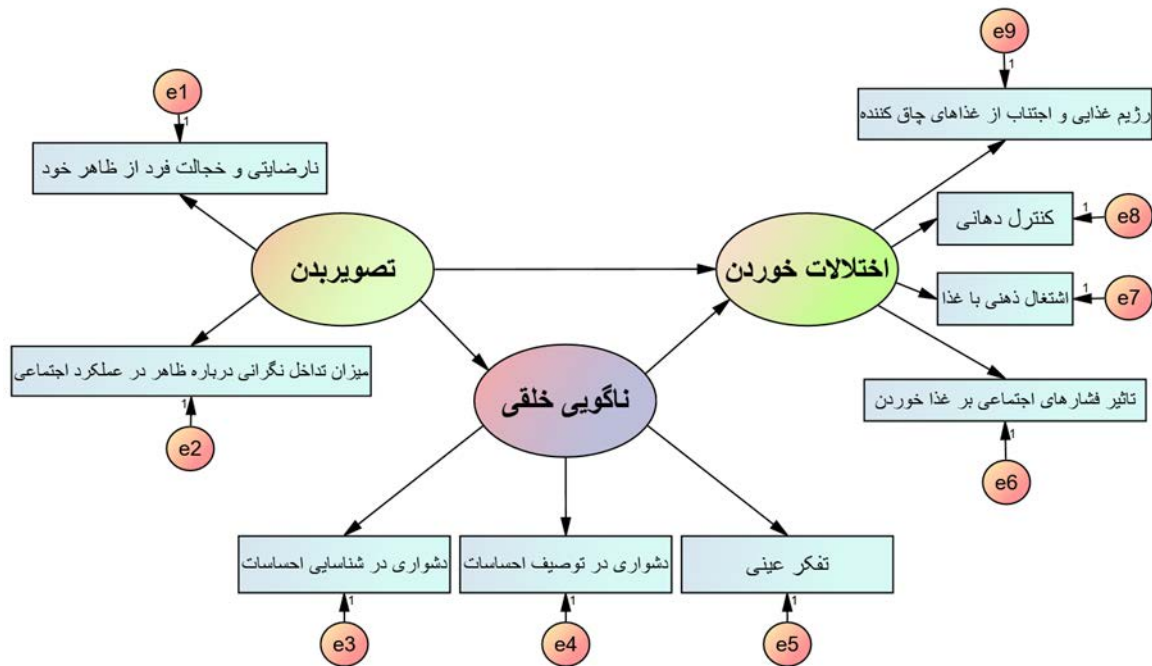 e9
1
رژیم غذایی و اجتناب از غذاهای چاق کننده
e1
1
نارضایتی و خجالت فرد از ظاهر خود
کنترل دهانی
1
e8
تصویربدن
اختلالات خوردن
اشتغال ذهنی با غذا
1
e7
میزان تداخل نگرانی درباره ظاهر در عملکرد اجتماعی
1
e2
ناگویی خلقی
تاثیر فشارهای اجتماعی بر غذا خوردن
1
e6
دشواری در شناسایی احساسات
دشواری در توصیف احساسات
تفکر عینی
1
1
1
e3
e4
e5